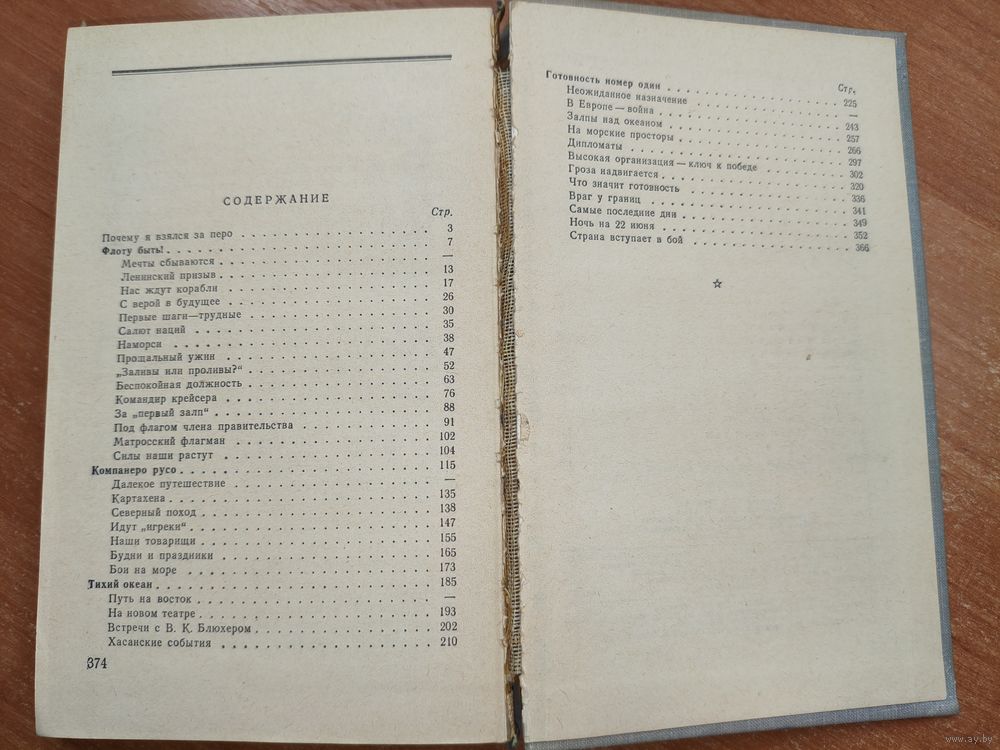 СОДЕРЖАНИЕ
Стр.
Почему я взялся за перо . . . . . . . . . . . . . . 3
Флоту быть! . . . . . . . . . . . . . . . . . . . 7
Мечты сбываются . . . . . . . . . . . . . . . . —
Ленинский призыв . . . . . . . . . . . . . . . . 13
Нас ждут корабли . . . . . . . . . . . . . . . . 17
С верой в будущее . . . . . . . . . . . . . . . 26
Первые шаги—трудные . . . . . . . . . . . . . . 30
Салют наций . . . . . . . . . . . . . . . . . . 35
Наморси . . . . . . . . . . . . . . . . . . . . 38
Прощальный ужин . . . . . . . . . . . . . . . . 47
„Заливы или проливы?“ . . . . . . . . . . . . . 52
Беспокойная должность . . . . . . . . . . . . . 63
Командир крейсера . . . . . . . . . . . . . . . 76
За „первый залп“ . . . . . . . . . . . . . . . . 88
Под флагом члена правительства . . . . . . . . . 91
Матросский флагман . . . . . . . . . . . . . . . 102
Силы наши растут . . . . . . . . . . . . . . . . 104
Компанеро русо . . . . . . . . . . . . . . . . . 115
Далекое путешествие . . . . . . . . . . . . . . —
Картахена . . . . . . . . . . . . . . . . . . . 135
Северный поход . . . . . . . . . . . . . . . . . 138
Идут „игреки“ . . . . . . . . . . . . . . . . . 147
Наши товарищи . . . . . . . . . . . . . . . . . 155
Будни и праздники . . . . . . . . . . . . . . . 165
Бои на море . . . . . . . . . . . . . . . . . . 173
Тихий океан . . . . . . . . . . . . . . . . . . 185
Путь на восток . . . . . . . . . . . . . . . . . —
На новом театре . . . . . . . . . . . . . . . . 193
Встречи с В. К. Блюхером . . . . . . . . . . . . 202
Хасанские события . . . . . . . . . . . . . . . 210
374
Стр.
Готовность номер один . . . . . . . . . . . . . 225
Неожиданное назначение . . . . . . . . . . . . . —
В Европе—война . . . . . . . . . . . . . . . . . 243
Залпы над океаном . . . . . . . . . . . . . . . 257
На морские просторы . . . . . . . . . . . . . . 266
Дипломаты . . . . . . . . . . . . . . . . . . . 297
Высокая организация—ключ к победе . . . . . . . 302
Гроза надвигается . . . . . . . . . . . . . . . 320
Что значит готовность . . . . . . . . . . . . . 336
Враг у границ . . . . . . . . . . . . . . . . . 341
Самые последние дни . . . . . . . . . . . . . . 349
Ночь на 22 июня . . . . . . . . . . . . . . . . 352
Страна вступает в бой . . . . . . . . . . . . . 366
www.ay.by